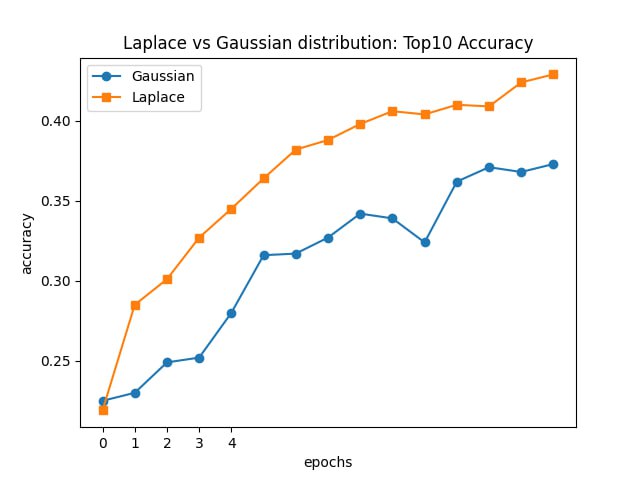 Laplace vs Gaussian distribution: Top10 Accuracy
Gaussian
Laplace
accuracy
0.40
0.35
0.30
0.25
0 1 2 3 4
epochs